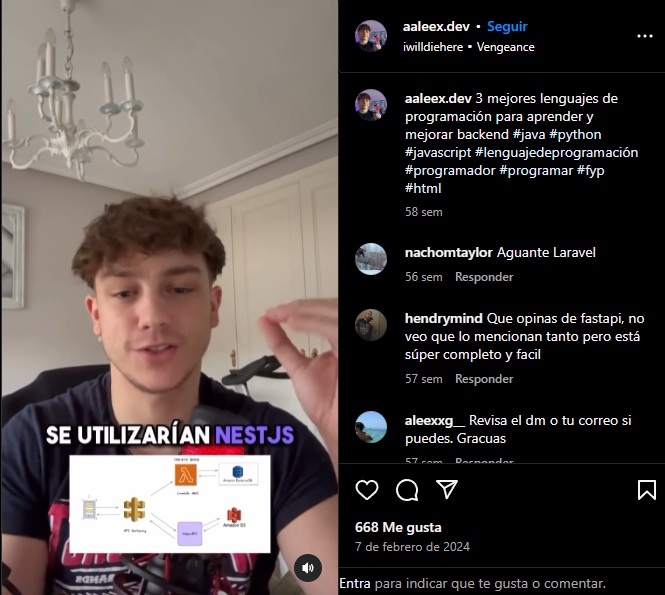 aaleex.dev • Seguir
iwilldiehere • Vengeance
aaleex.dev 3 mejores lenguajes de
programación para aprender y
mejorar backend #java #python
#javascript #lenguajedeprogramación
#programador #programar #fyp
#html
58 sem
nachomtaylor Aguante Laravel
56 sem Responder
hendrymind Que opinas de fastapi, no
veo que lo mencionan tanto pero está
súper completo y facil
57 sem Responder
aleexxg__ Revisa el dm o tu correo si
puedes. Gracuas
57 sem Responder
668 Me gusta
7 de febrero de 2024
Entra para indicar que te gusta o comentar.
SE UTILIZARÍAN NESTJS
Amazon S3